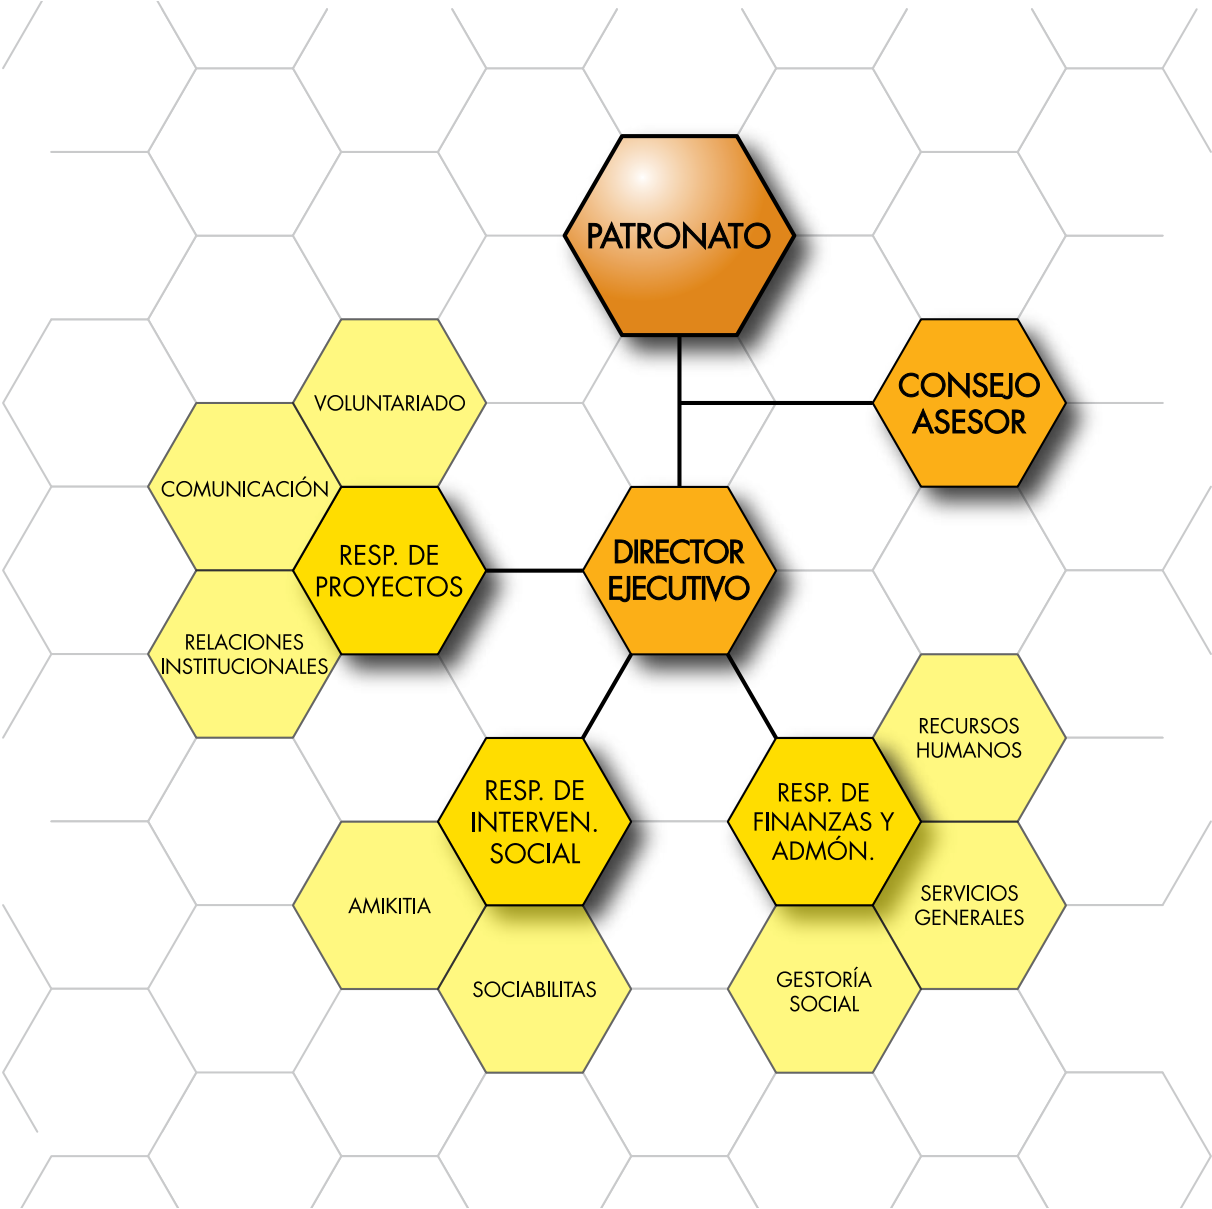 PATRONATO
CONSEJO
ASESOR
VOLUNTARIADO
COMUNICACIÓN
RESP. DE
PROYECTOS
DIRECTOR
EJECUTIVO
RELACIONES
INSTITUCIONALES
RECURSOS
HUMANOS
RESP. DE
INTERVEN.
SOCIAL
RESP. DE
FINANZAS Y
ADMÓN.
AMIKITIA
SERVICIOS
GENERALES
SOCIABILITAS
GESTORÍA
SOCIAL